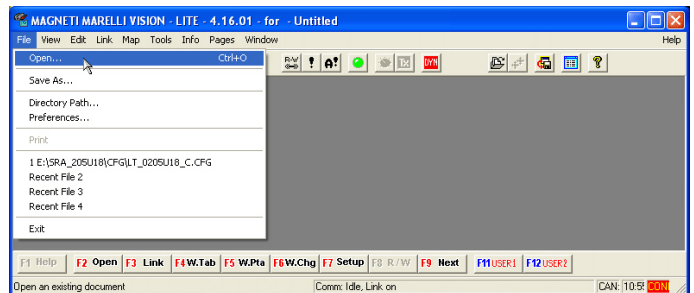 MAGNETI MARELLI VISION - LITE - 4.16.01 - for - Untitled
File View Edit Link Map Tools Info Pages Window Help
Open... Ctrl+O
R-W ! A! Tx DYN ?
Save As...
Directory Path...
Preferences...
Print
1 E:\SRA_205U18\CFG\LT_0205U18_C.CFG
Recent File 2
Recent File 3
Recent File 4
Exit
F1 Help F2 Open F3 Link F4 W.Tab F5 W.Pta F6 W.Chg F7 Setup F8 R/W F9 Next F11 USER1 F12 USER2
Open an existing document Comm: Idle, Link on CAN: 10:5! CON